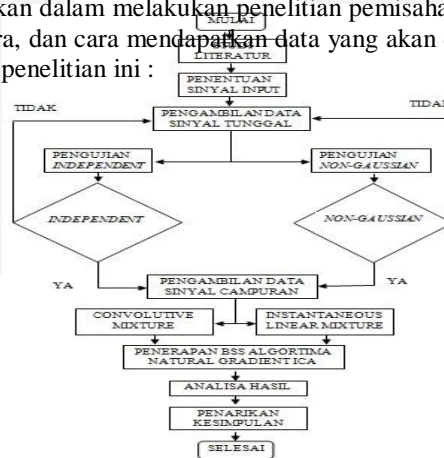 kan dalam melakukan penelitian pemisaha
ra, dan cara mendapatkan data yang akan
penelitian ini :
MULAI
LITERATUR
PENENTUAN
SINYAL INPUT
TIDAK
TIDAK
PENGAMBILAN DATA
SINYAL TUNGGAL
PENGUJIAN
INDEPENDENT
PENGUJIAN
NON-GAUSSIAN
INDEPENDENT
NON-GAUSSIAN
YA
YA
PENGAMBILAN DATA
SINYAL CAMPURAN
CONVOLUTIVE
MIXTURE
INSTANTANEOUS
LINEAR MIXTURE
PENERAPAN BSS ALGORTIMA
NATURAL GRADIENT ICA
ANALISA HASIL
PENARIKAN
KESIMPULAN
SELESAI